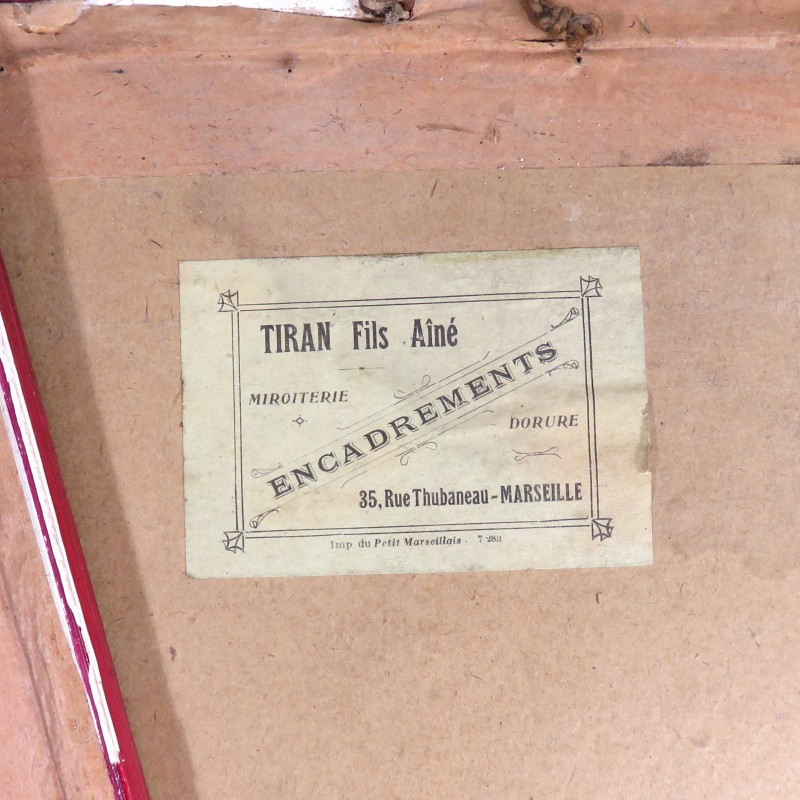 TIRAN Fils Aîné
MIROITERIE
ENCADREMENTS
DORURE
35, Rue Thubaneau - MARSEILLE
Imp du Petit Marseillais - 7-283